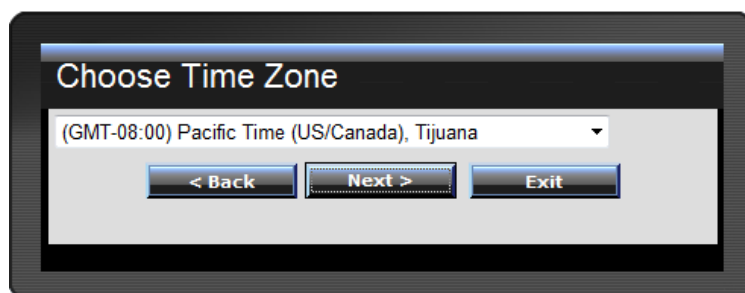 Choose Time Zone
(GMT-08:00) Pacific Time (US/Canada), Tijuana
< Back Next > Exit